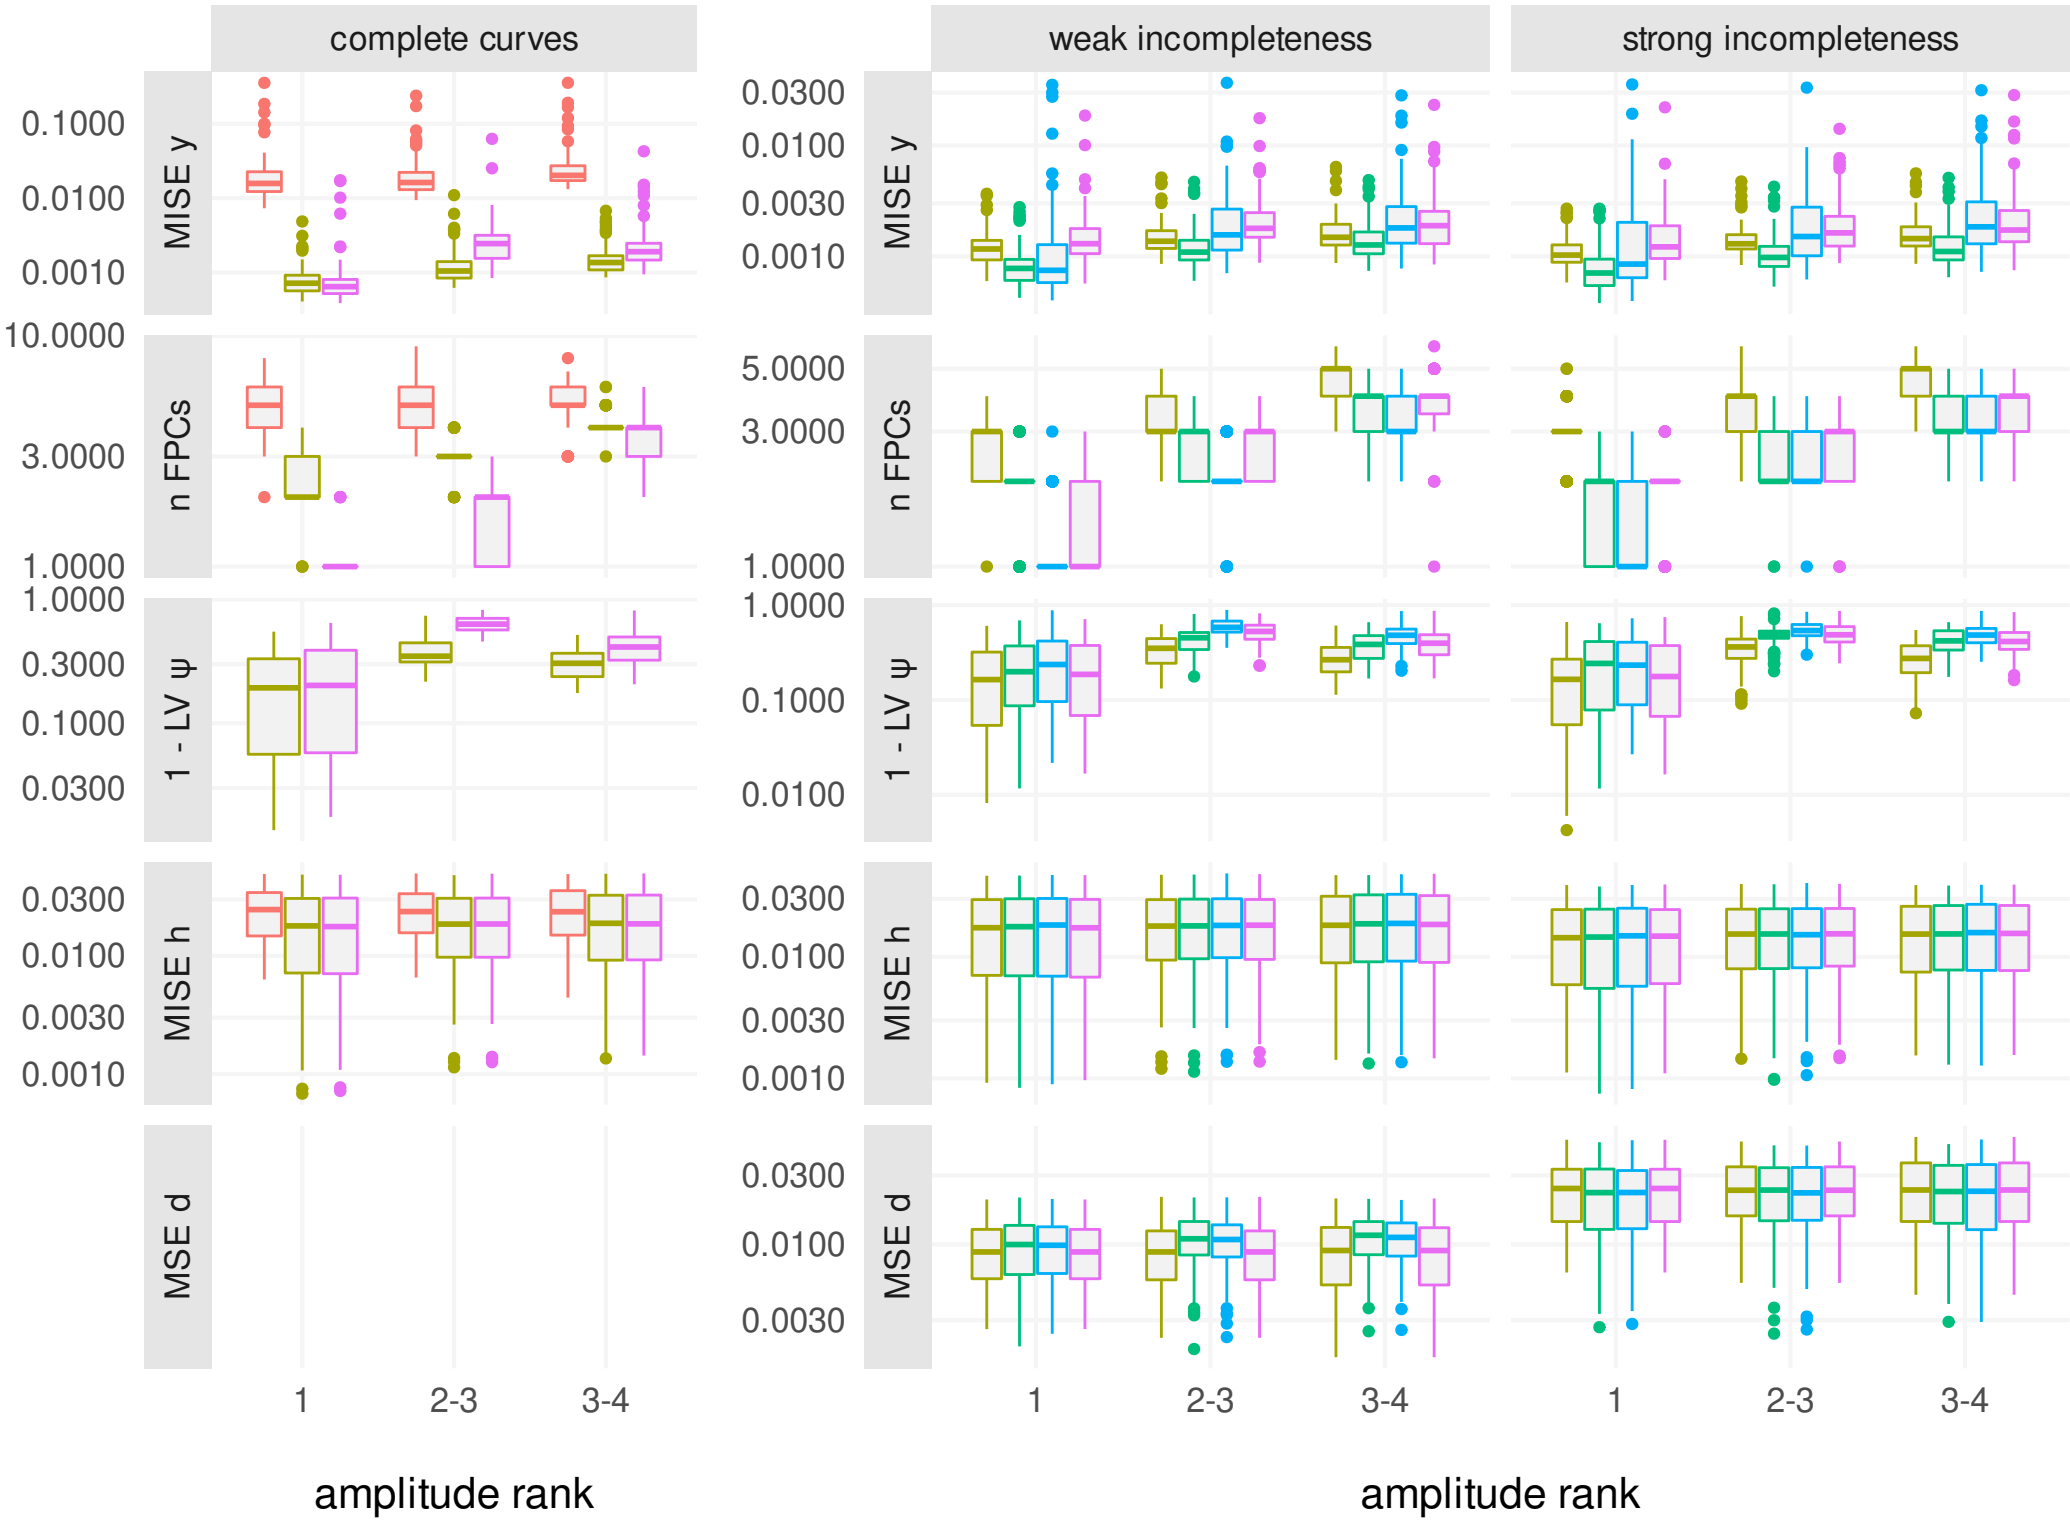 complete curves
weak incompleteness
strong incompleteness
MISE y
0.1000
0.0100
0.0010
MISE y
0.0300
0.0100
0.0030
0.0010
n FPCs
10.0000
3.0000
1.0000
n FPCs
5.0000
3.0000
1.0000
1 - LV ψ
1.0000
0.3000
0.1000
0.0300
1 - LV ψ
1.0000
0.1000
0.0100
MISE h
0.0300
0.0100
0.0030
0.0010
MISE h
0.0300
0.0100
0.0030
0.0010
MSE d
MSE d
0.0300
0.0100
0.0030
1 2-3 3-4
1 2-3 3-4
1 2-3 3-4
amplitude rank
amplitude rank